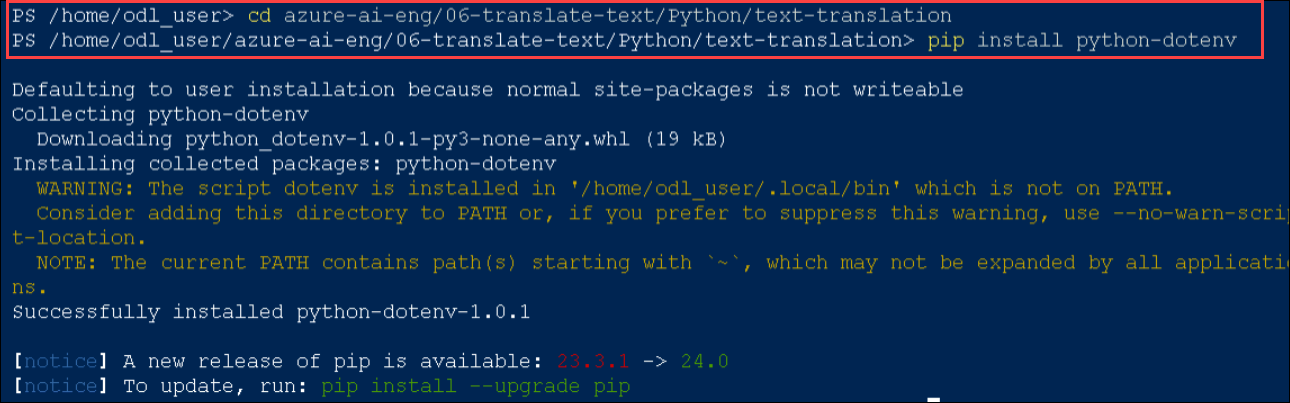 PS /home/odl_user> cd azure-ai-eng/06-translate-text/Python/text-translation
PS /home/odl_user/azure-ai-eng/06-translate-text/Python/text-translation> pip install python-dotenv
Defaulting to user installation because normal site-packages is not writeable
Collecting python-dotenv
  Downloading python_dotenv-1.0.1-py3-none-any.whl (19 kB)
Installing collected packages: python-dotenv
  WARNING: The script dotenv is installed in '/home/odl_user/.local/bin' which is not on PATH.
  Consider adding this directory to PATH or, if you prefer to suppress this warning, use --no-warn-scri
t-location.
  NOTE: The current PATH contains path(s) starting with `~`, which may not be expanded by all applicati
ns.
Successfully installed python-dotenv-1.0.1
[notice] A new release of pip is available: 23.3.1 -> 24.0
[notice] To update, run: pip install --upgrade pip